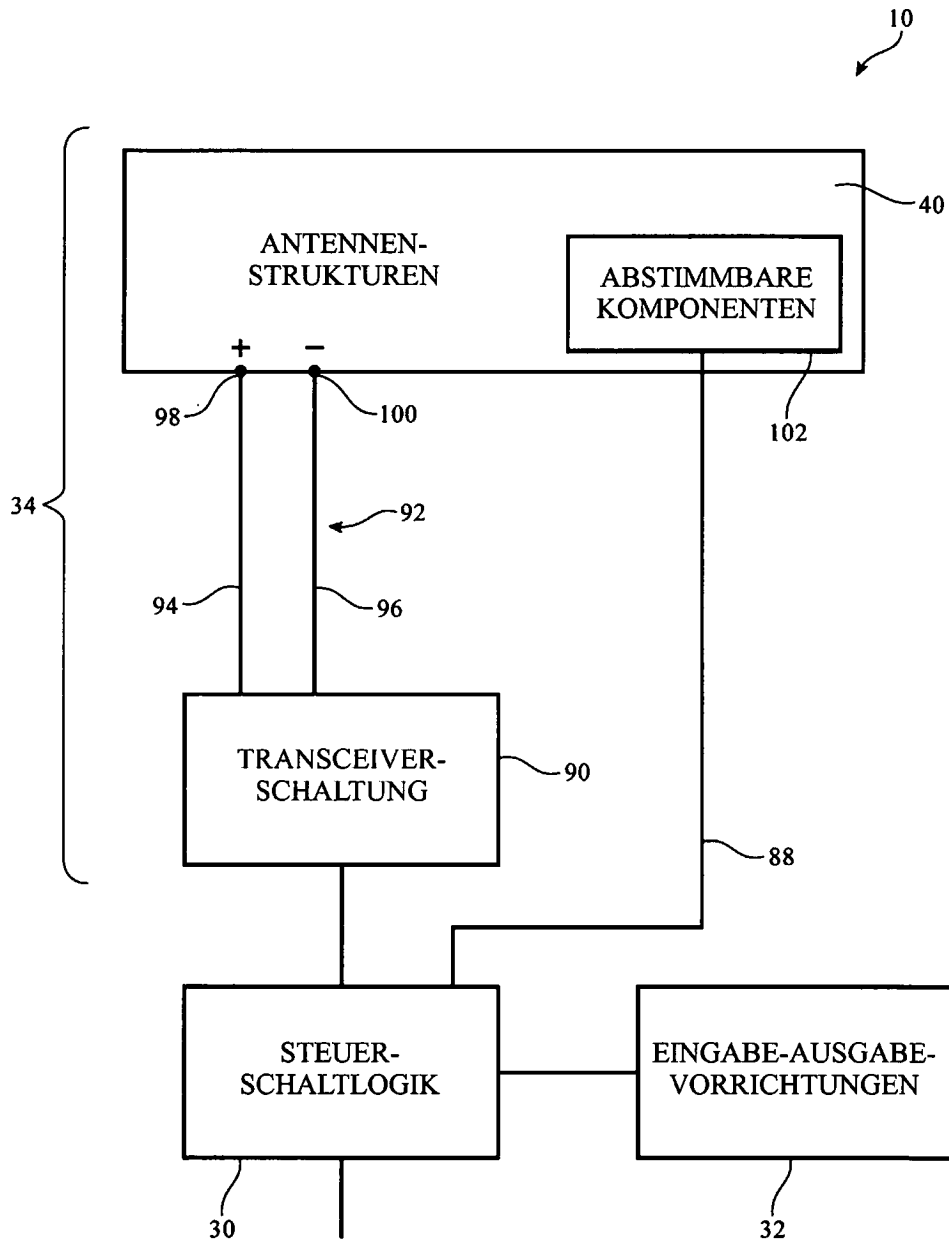 10
40
ANTENNEN-
STRUKTUREN
ABSTIMMBARE
KOMPONENTEN
+
−
98
100
102
34
92
94
96
TRANSCEIVER-
SCHALTUNG
90
88
STEUER-
SCHALTLOGIK
EINGABE-AUSGABE-
VORRICHTUNGEN
30
32